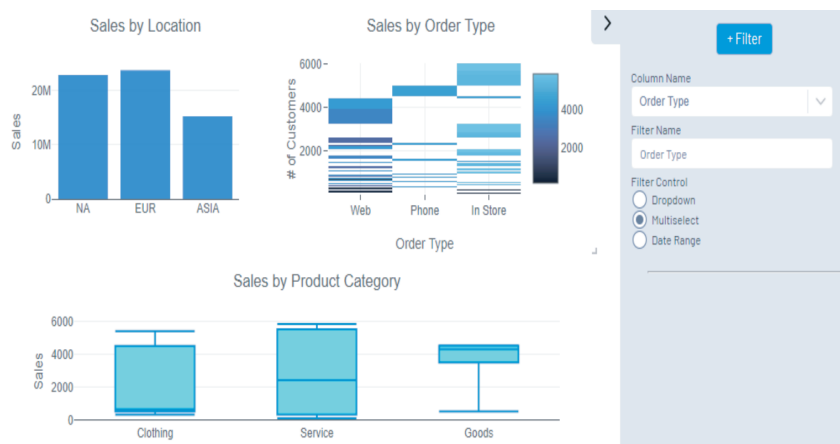 Sales by Location
Sales
20M
10M
0
NA EUR ASIA
Sales by Order Type
# of Customers
6000
4000
2000
4000
2000
Web Phone In Store
Order Type
Sales by Product Category
Sales
6000
4000
2000
0
Clothing Service Goods
+ Filter
Column Name
Order Type
Filter Name
Order Type
Filter Control
Dropdown
Multiselect
Date Range